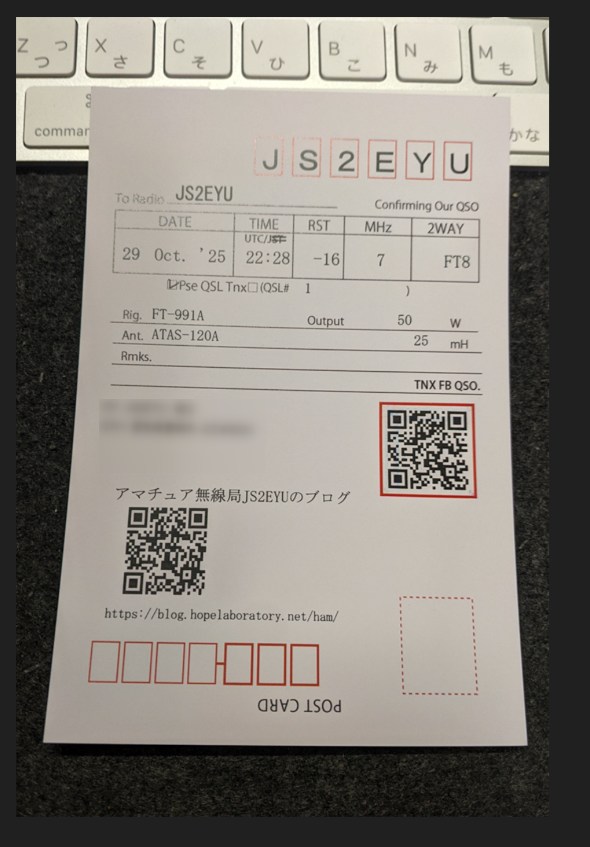 Z つ っ
X さ
C そ
V ひ
B こ
N み
M も
comman
かな
JS2EYU
To Radio JS2EYU
Confirming Our QSO
DATE TIME RST MHz 2WAY
UTC/JST
29 Oct. '25 22:28 -16 7 FT8
☑Pse QSL Tnx□(QSL# 1 )
Rig. FT-991A Output 50 W
Ant. ATAS-120A 25 mH
Rmks.
TNX FB QSO.
アマチュア無線局JS2EYUのブログ
https://blog.hopelaboratory.net/ham/
POST CARD